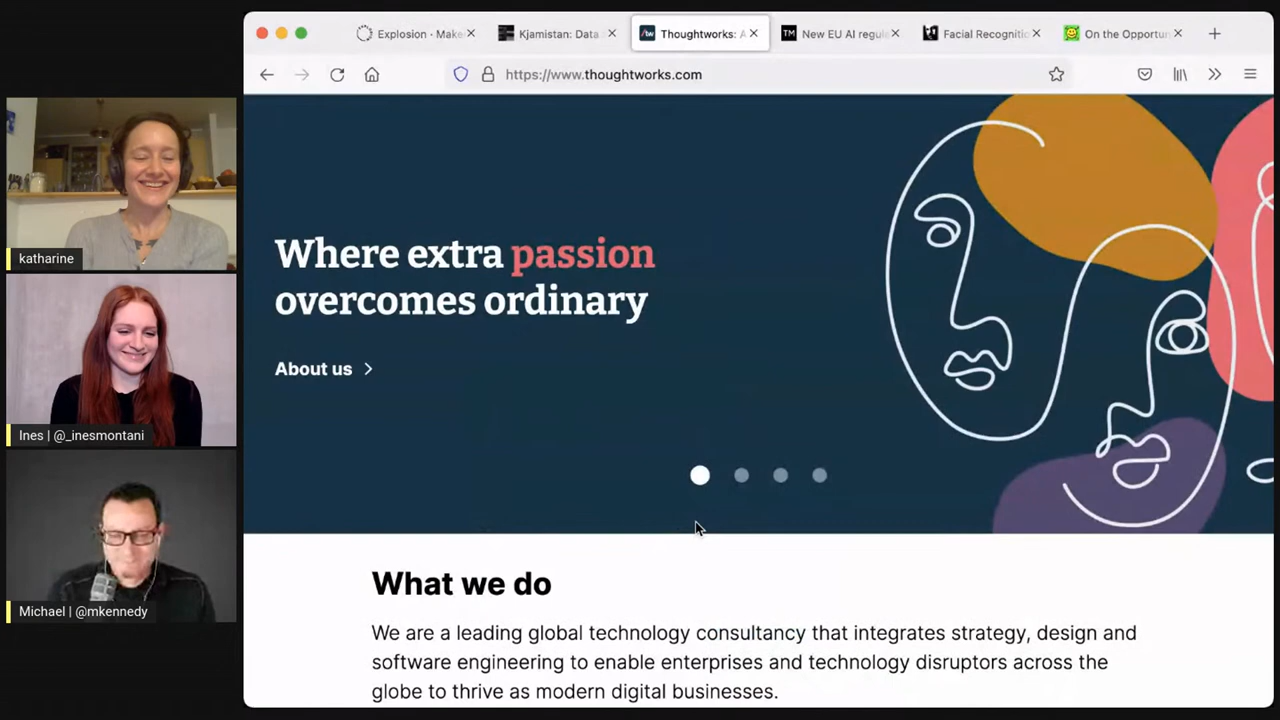 Explosion · Make
Kjamistan: Data
Thoughtworks: A
TM
New EU AI regul
Facial Recognitic
On the Opportun
https://www.thoughtworks.com
Where extra passion
overcomes ordinary
About us
What we do
We are a leading global technology consultancy that integrates strategy, design and
software engineering to enable enterprises and technology disruptors across the
globe to thrive as modern digital businesses.
katharine
Ines | @_inesmontani
Michael | @mkennedy